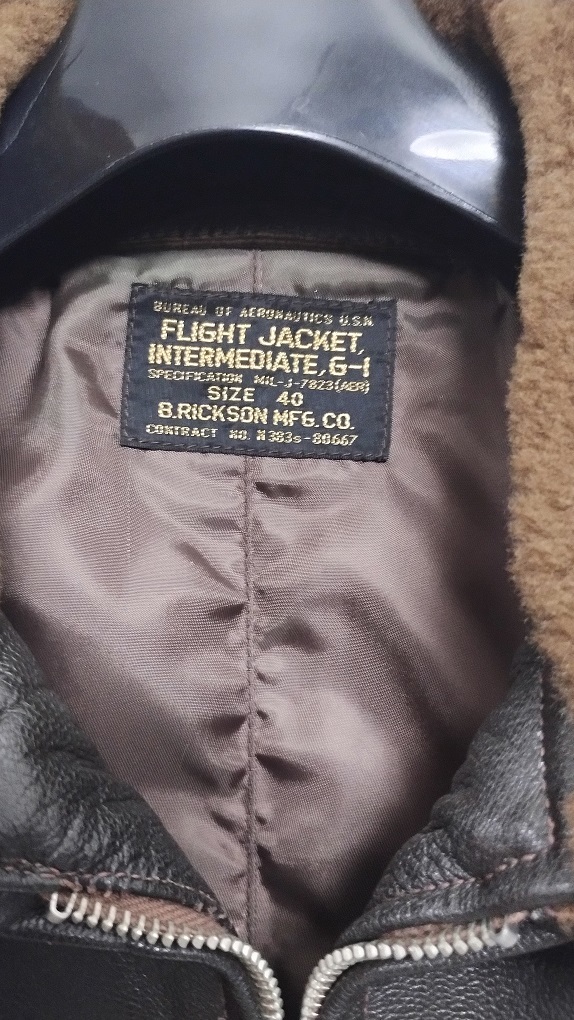 BUREAU OF AERONAUTICS U.S.N.
FLIGHT JACKET,
INTERMEDIATE, G-1
SPECIFICATION MIL-J-7823(AER)
SIZE 40
B.RICKSON MFG.CO.
CONTRACT NO. N383s-80667